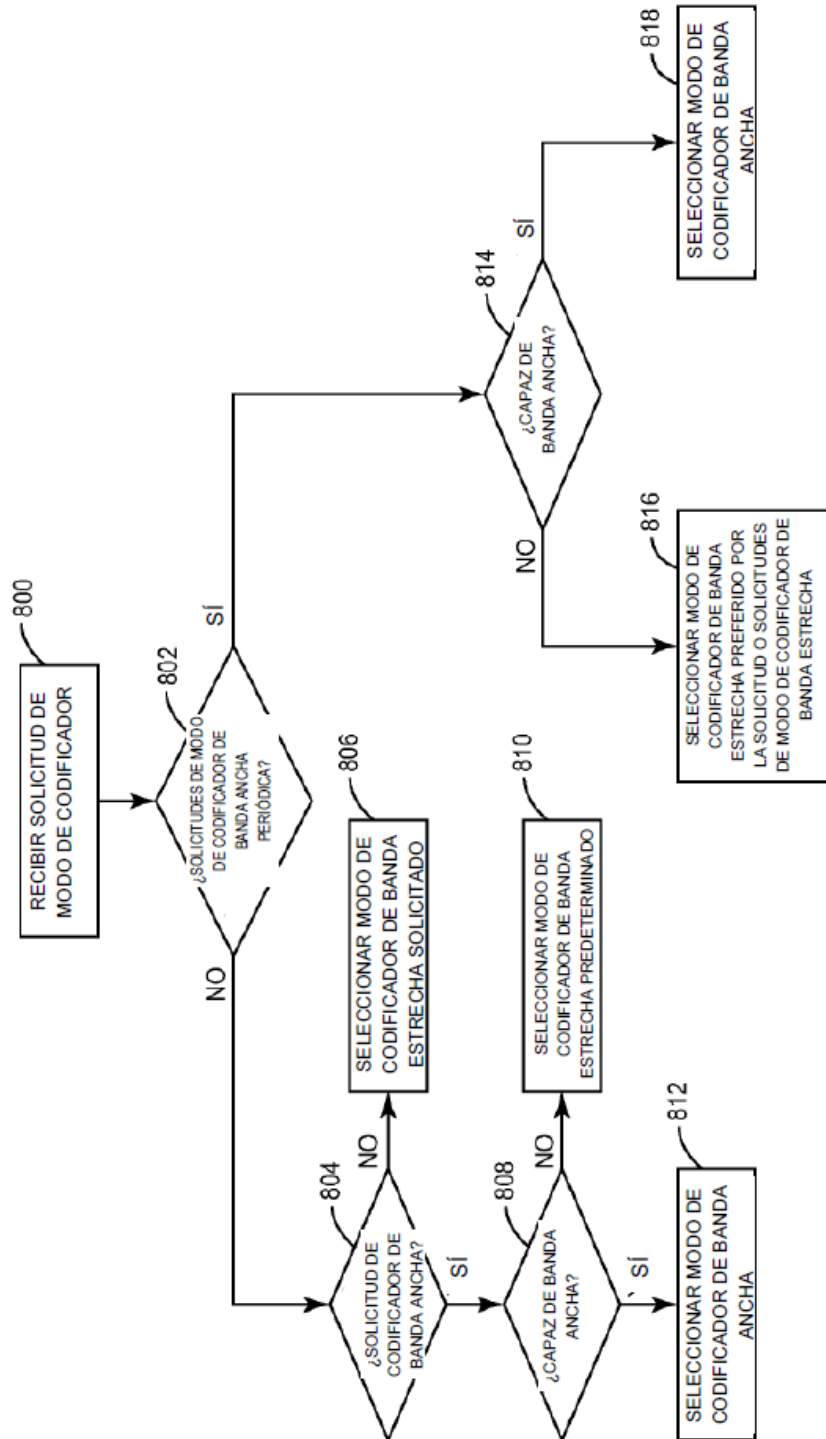 800
RECIBIR SOLICITUD DE
MODO DE CODIFICADOR
802
¿SOLICITUDES DE MODO
DE CODIFICADOR DE
BANDA ANCHA
PERIÓDICA?
NO
SÍ
804
¿SOLICITUD DE
CODIFICADOR DE
BANDA ANCHA?
NO
SÍ
806
SELECCIONAR MODO DE
CODIFICADOR DE BANDA
ESTRECHA SOLICITADO
808
¿CAPAZ DE BANDA
ANCHA?
NO
SÍ
810
SELECCIONAR MODO DE
CODIFICADOR DE BANDA
ESTRECHA PREDETERMINADO
812
SELECCIONAR MODO DE
CODIFICADOR DE BANDA
ANCHA
814
¿CAPAZ DE
BANDA ANCHA?
NO
SÍ
816
SELECCIONAR MODO DE
CODIFICADOR DE BANDA
ESTRECHA PREFERIDO POR
LA SOLICITUD O SOLICITUDES
DE MODO DE CODIFICADOR DE
BANDA ESTRECHA
818
SELECCIONAR MODO DE
CODIFICADOR DE BANDA
ANCHA